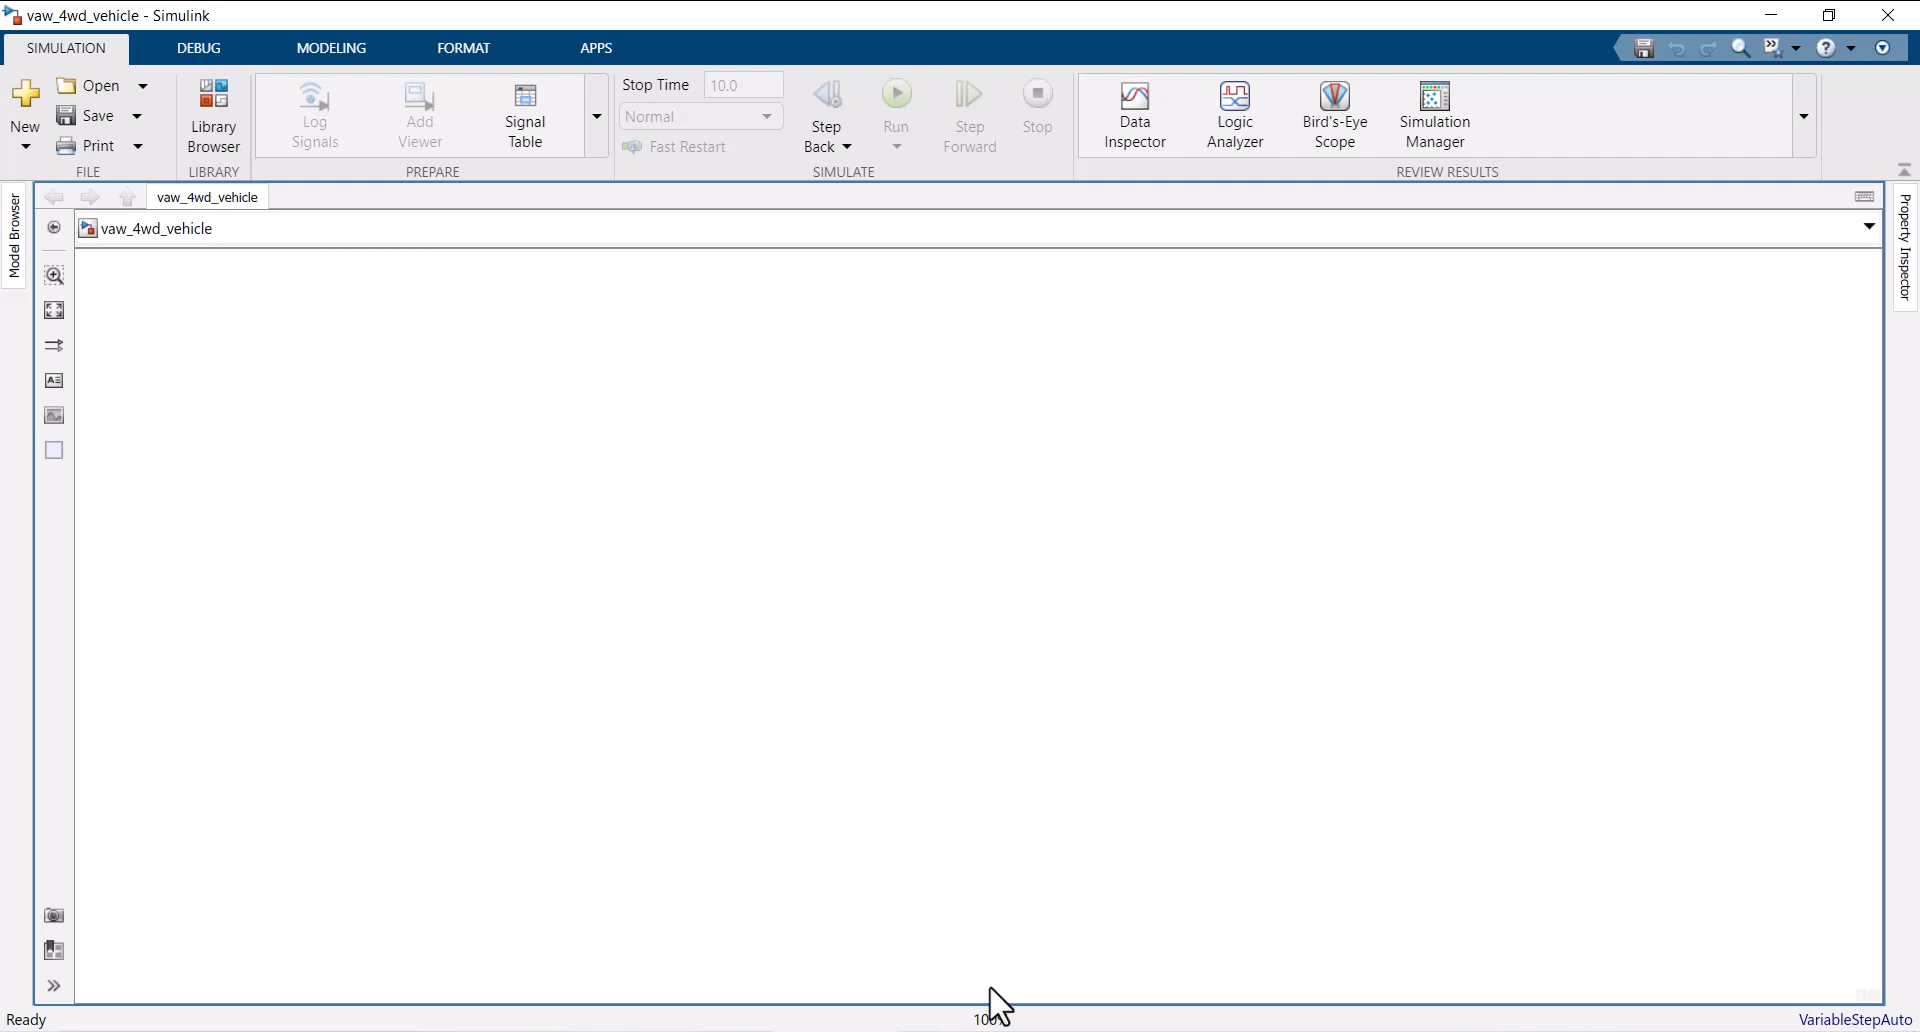 vaw_4wd_vehicle - Simulink
SIMULATION DEBUG MODELING FORMAT APPS
New
Open
Save
Print
FILE
Library
Browser
LIBRARY
Log
Signals
Add
Viewer
Signal
Table
PREPARE
Stop Time 10.0
Normal
Fast Restart
Step
Back
Run
Step
Forward
Stop
SIMULATE
Data
Inspector
Logic
Analyzer
Bird's-Eye
Scope
Simulation
Manager
REVIEW RESULTS
Model Browser
vaw_4wd_vehicle
vaw_4wd_vehicle
Property Inspector
Ready
VariableStepAuto